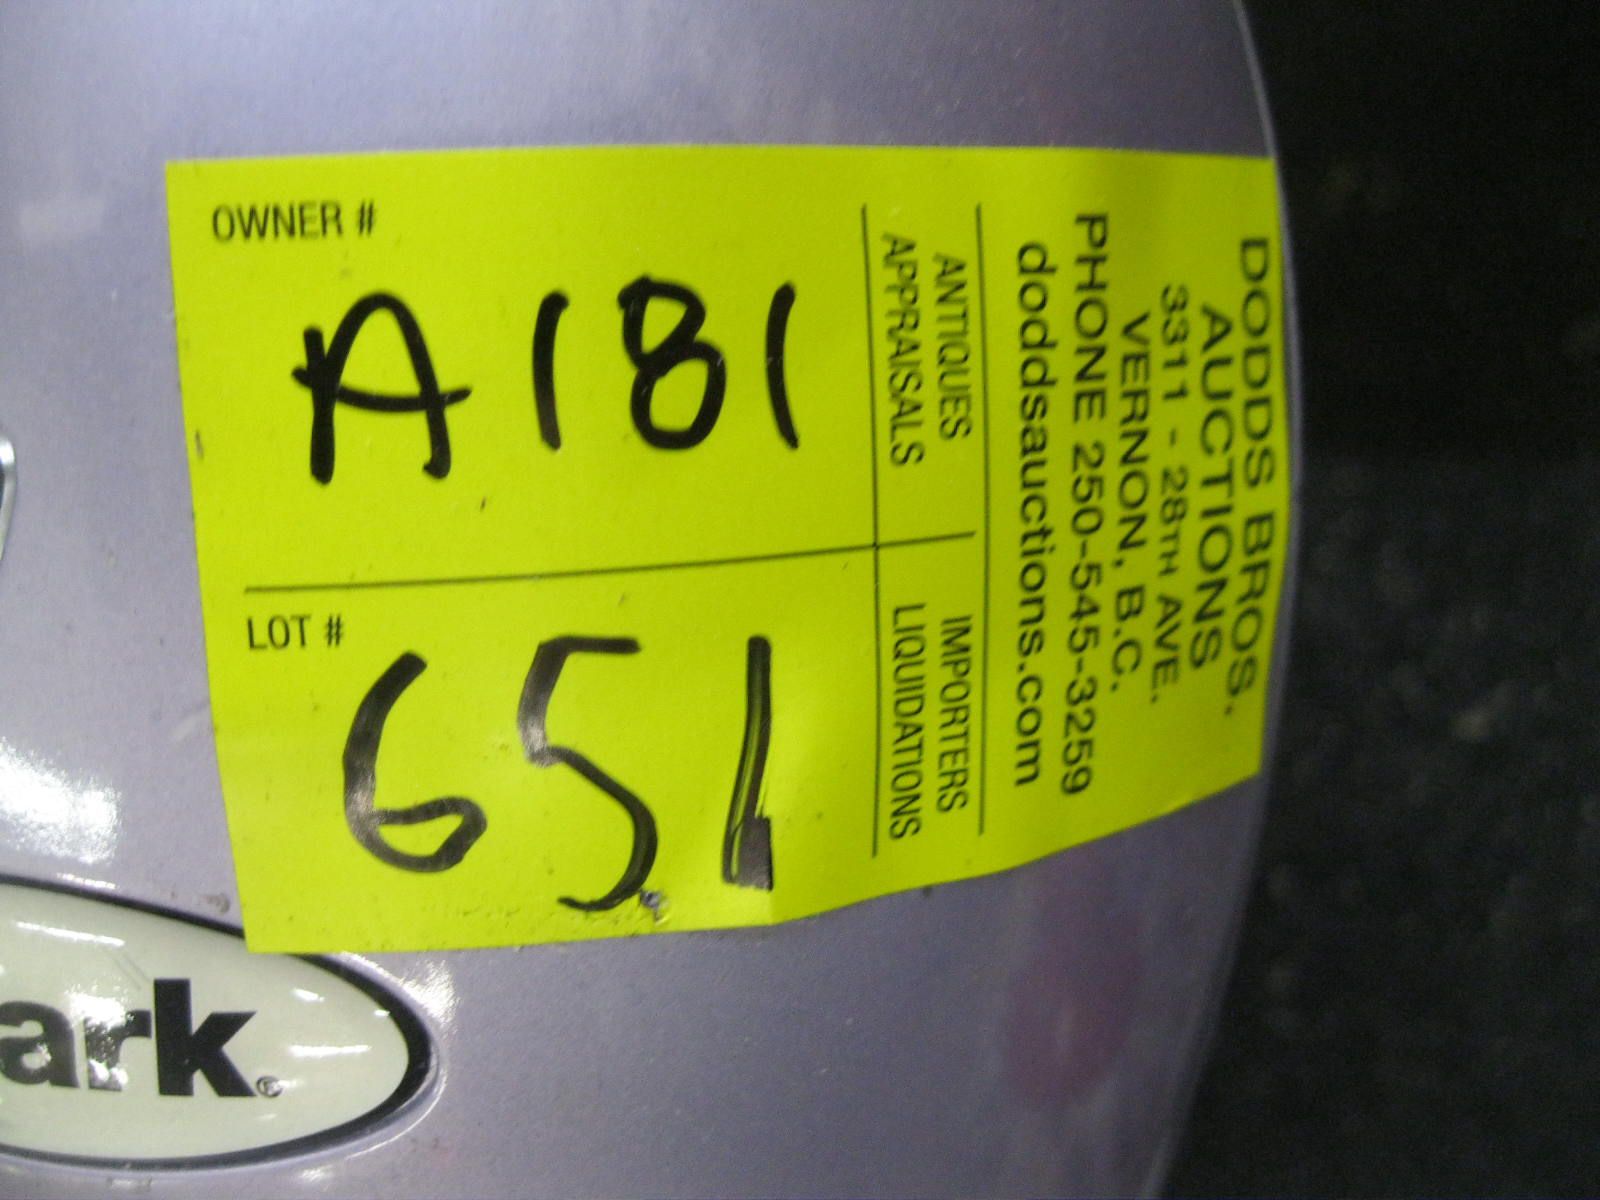 DODDS BROS.
AUCTIONS
3311 - 28TH AVE.
VERNON, B.C.
PHONE 250-545-3259
doddsauctions.com
ANTIQUES
APPRAISALS
IMPORTERS
LIQUIDATIONS
OWNER #
A181
LOT #
651
ark®